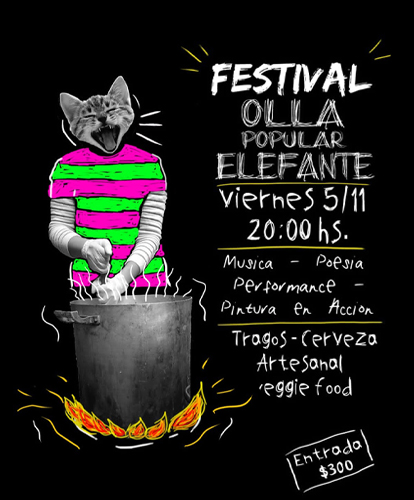 FESTIVAL
OLLA
POPULAR
ELEFANTE
viernes 5/11
20:00 hs.
Musica - Poesia
Performance -
Pintura en Acción
Tragos - Cerveza
Artesanal
veggie food
Entrada
$300